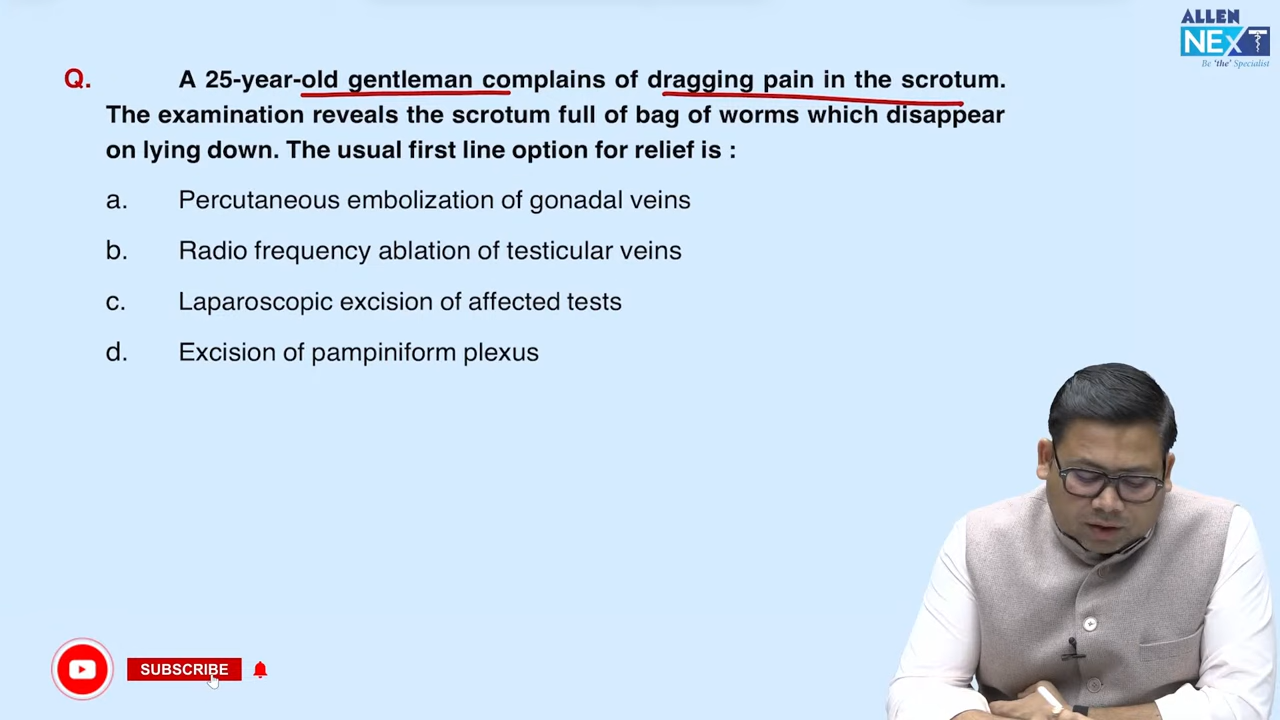 ALLEN
NEXT
Be 'the' Specialist
Q. A 25-year-old gentleman complains of dragging pain in the scrotum.
The examination reveals the scrotum full of bag of worms which disappear
on lying down. The usual first line option for relief is :
a. Percutaneous embolization of gonadal veins
b. Radio frequency ablation of testicular veins
c. Laparoscopic excision of affected tests
d. Excision of pampiniform plexus
SUBSCRIBE